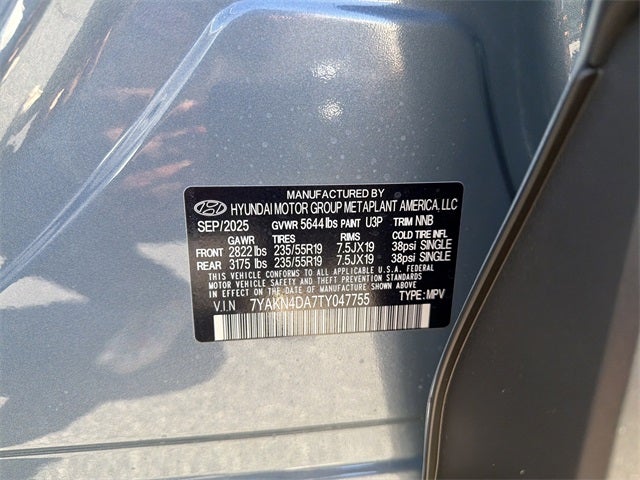 MANUFACTURED BY
HYUNDAI MOTOR GROUP METAPLANT AMERICA, LLC
SEP/2025 GVWR 5644 lbs PAINT U3P TRIM NNB
GAWR TIRES RIMS COLD TIRE INFL
FRONT 2822 lbs 235/55R19 7.5JX19 38psi SINGLE
REAR 3175 lbs 235/55R19 7.5JX19 38psi SINGLE
THIS VEHICLE CONFORMS TO ALL APPLICABLE U.S.A. FEDERAL
MOTOR VEHICLE SAFETY AND THEFT PREVENTION STANDARDS
IN EFFECT ON THE DATE OF MANUFACTURE SHOWN ABOVE
V.I.N 7YAKN4DA7TY047755 TYPE: MPV